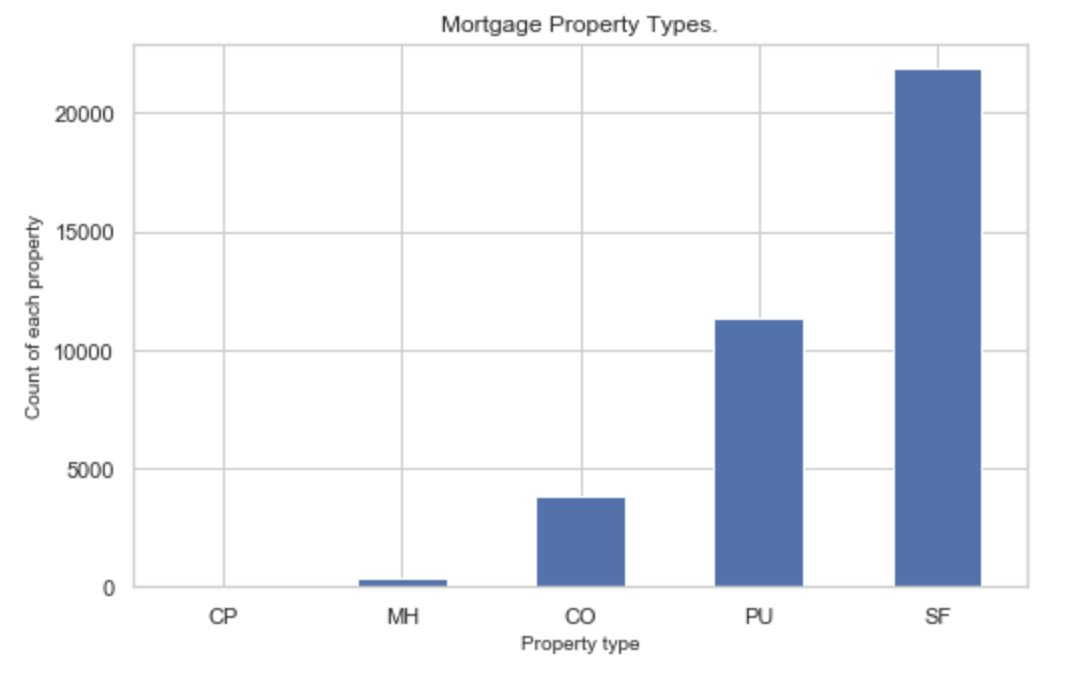 Mortgage Property Types.
20000
15000
10000
5000
0
Count of each property
CP MH CO PU SF
Property type